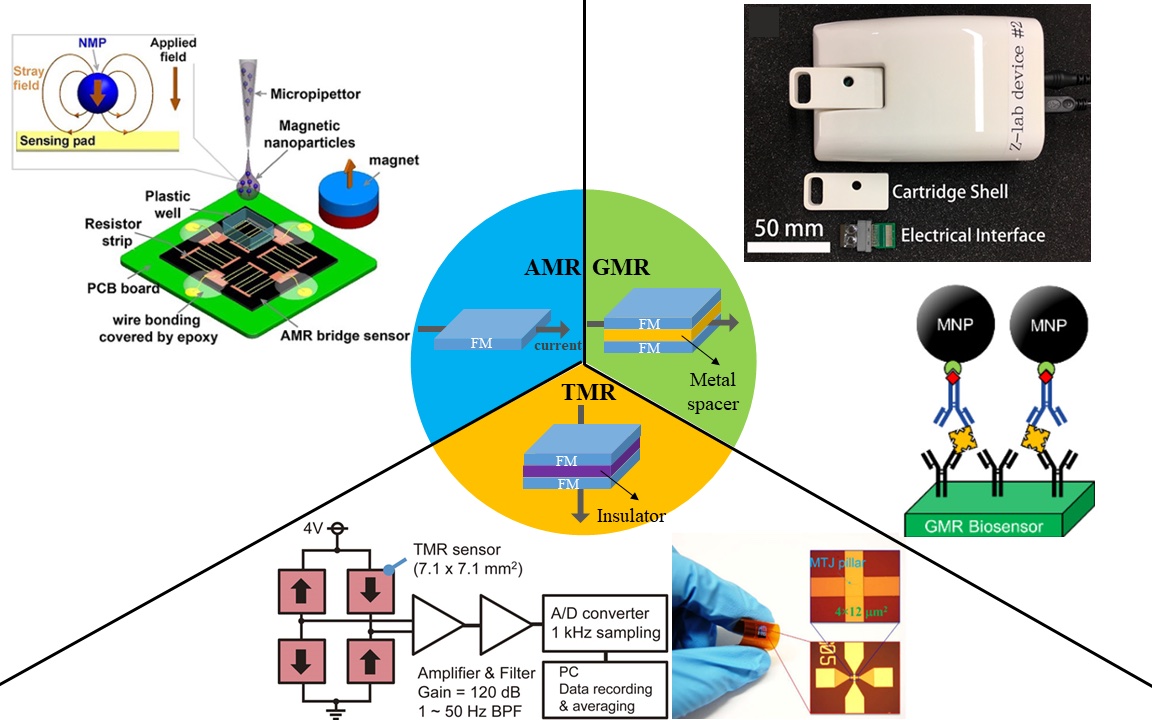 NMP
Applied
field
Stray
field
Sensing pad
Micropipettor
Magnetic
nanoparticles
magnet
Plastic
well
Resistor
strip
PCB board
wire bonding
covered by epoxy
AMR bridge sensor
AMR
FM
current
GMR
FM
FM
Metal
spacer
TMR
FM
FM
Insulator
Z-lab device #2
Cartridge Shell
50 mm
Electrical Interface
MNP
MNP
GMR Biosensor
4V
TMR sensor
(7.1 x 7.1 mm²)
A/D converter
1 kHz sampling
Amplifier & Filter
Gain = 120 dB
1 ~ 50 Hz BPF
PC
Data recording
& averaging
MTJ pillar
4×12 µm²
S05